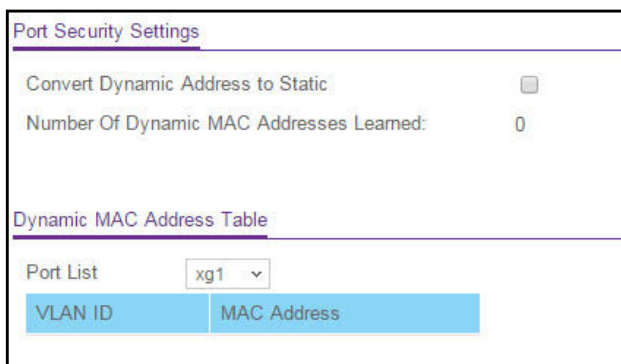 Port Security Settings
Convert Dynamic Address to Static
Number Of Dynamic MAC Addresses Learned: 0
Dynamic MAC Address Table
Port List xg1
VLAN ID MAC Address